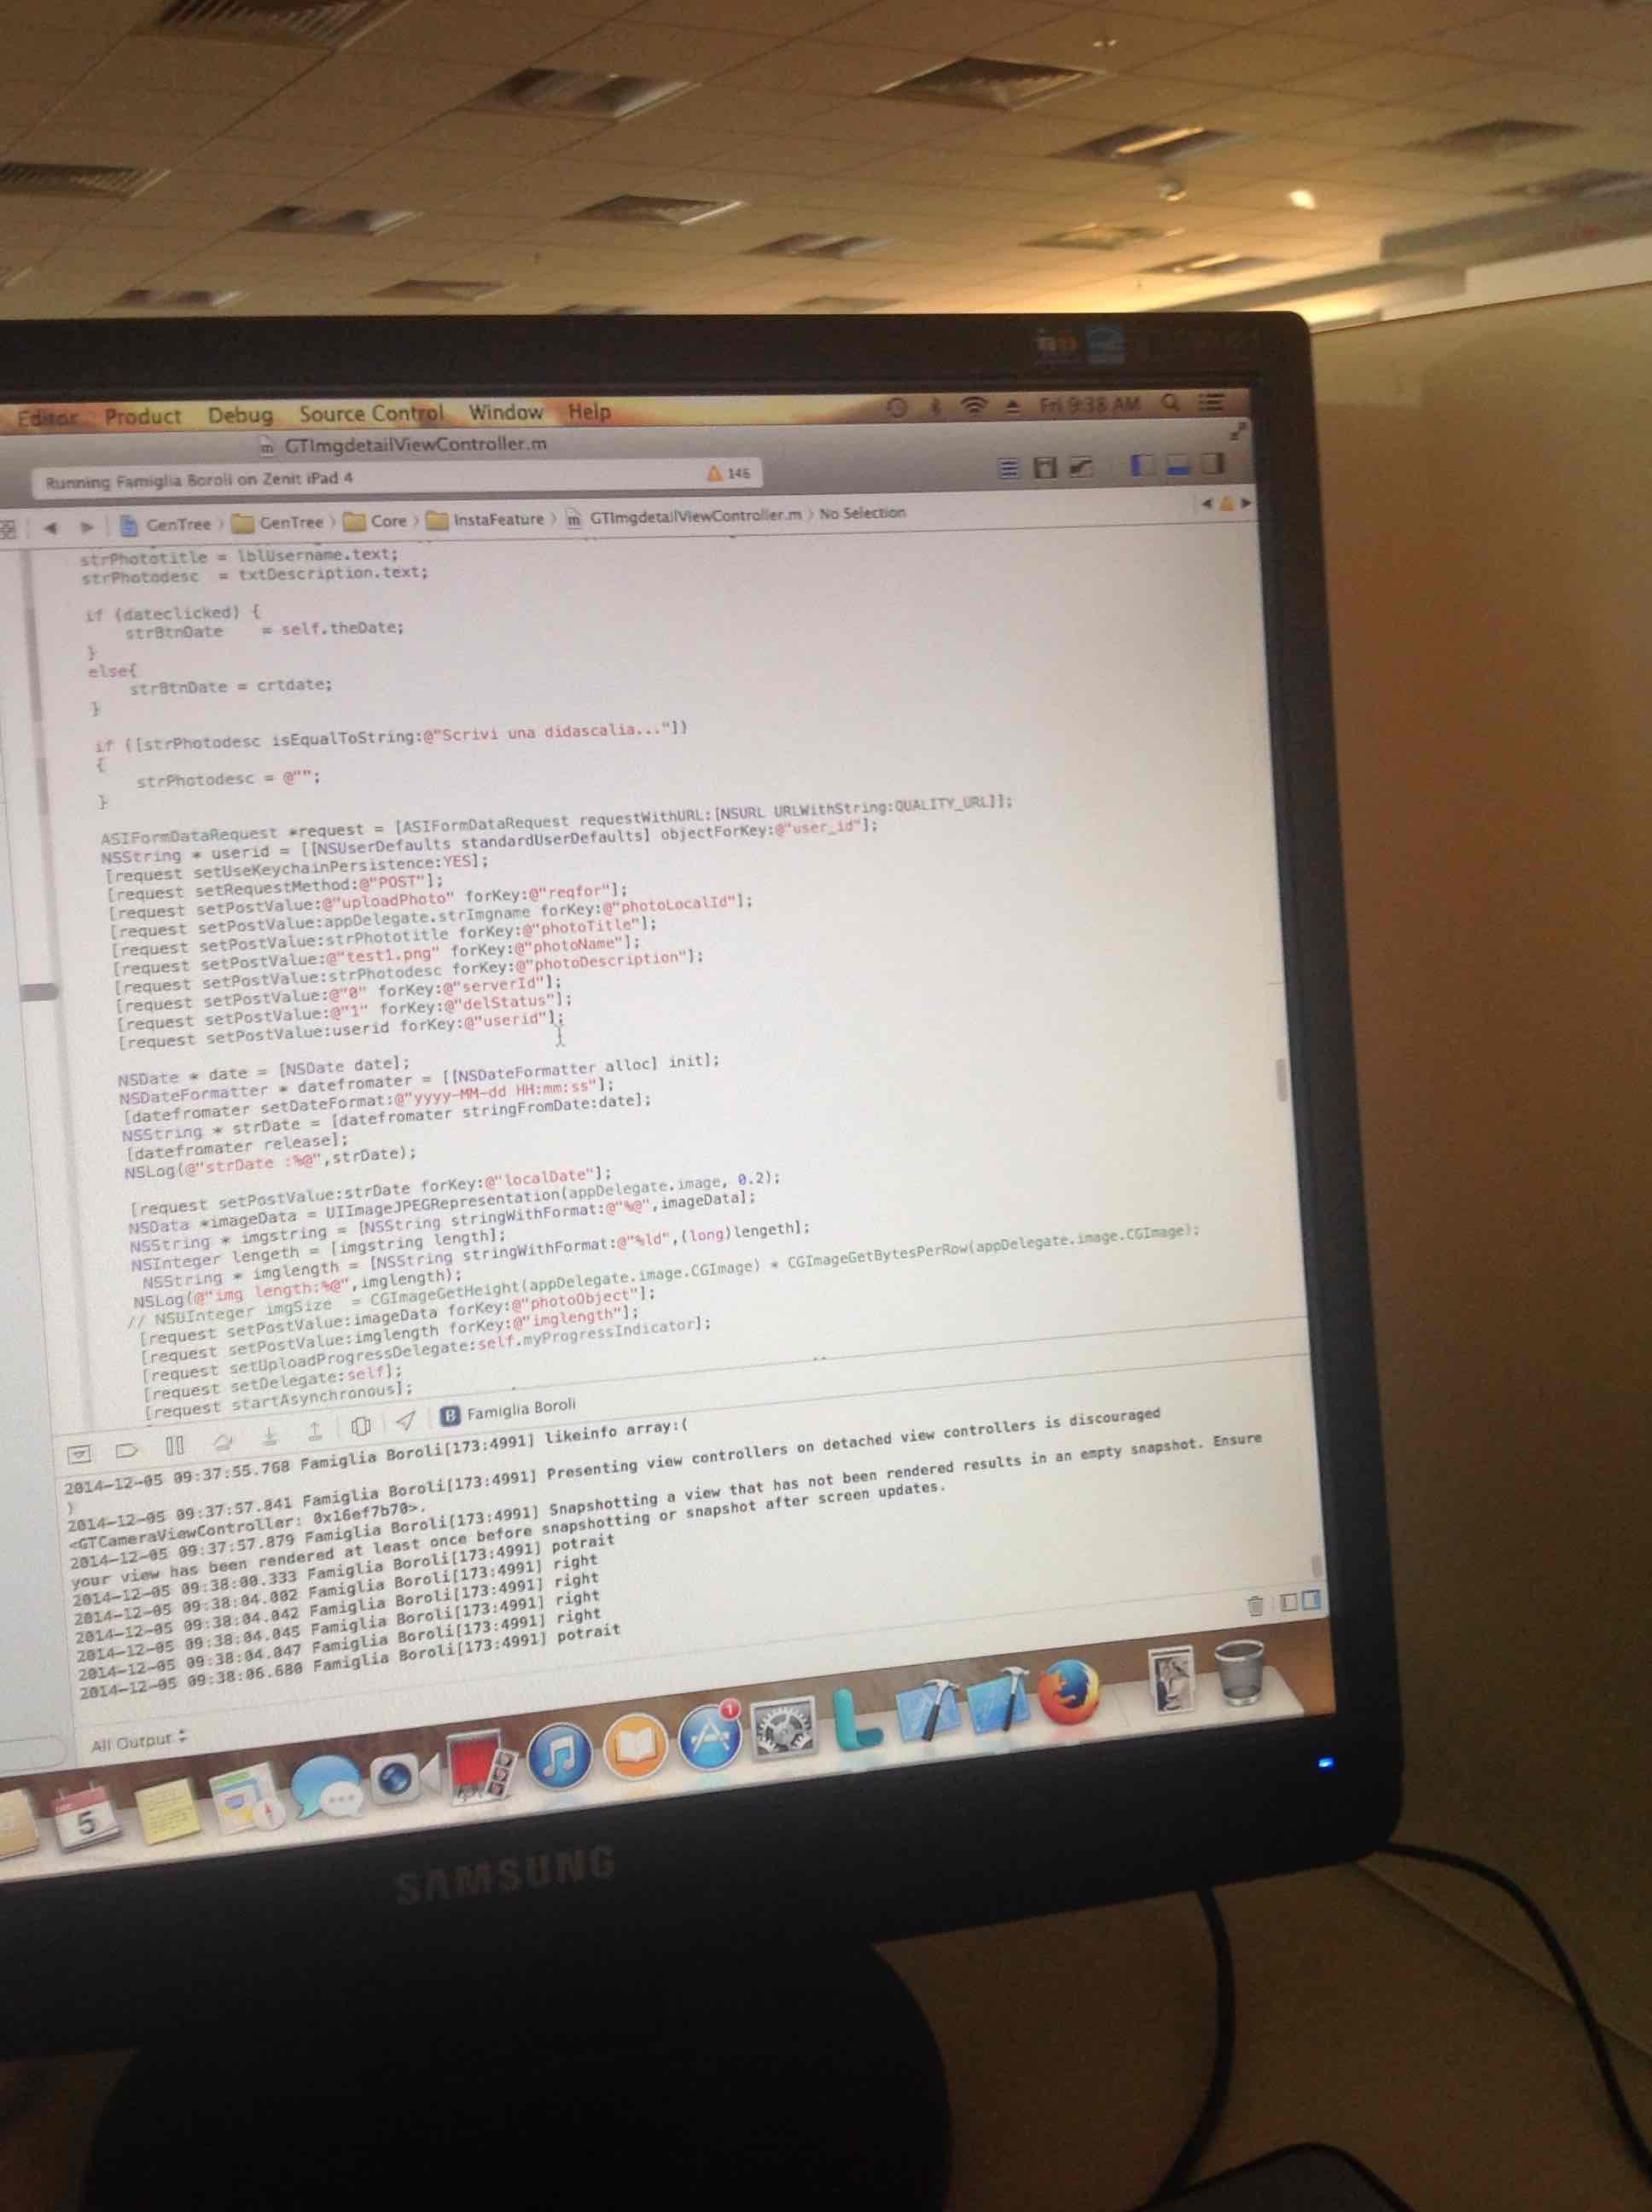 Editor Product Debug Source Control Window Help Fri 9:38 AM
GTImgdetailViewController.m
Running Famiglia Boroli on Zenit iPad 4 146
GenTree GenTree Core InstaFeature GTImgdetailViewController.m No Selection
strPhototitle = lblUsername.text;
strPhotodesc = txtDescription.text;
if (dateclicked) {
strBtnDate = self.theDate;
}
else{
strBtnDate = crtdate;
}
if ([strPhotodesc isEqualToString:@"Scrivi una didascalia..."])
{
strPhotodesc = @"";
}
ASIFormDataRequest *request = [ASIFormDataRequest requestWithURL:[NSURL URLWithString:QUALITY_URL]];
NSString * userid = [[NSUserDefaults standardUserDefaults] objectForKey:@"user_id"];
[request setUseKeychainPersistence:YES];
[request setRequestMethod:@"POST"];
[request setPostValue:@"uploadPhoto" forKey:@"reqfor"];
[request setPostValue:appDelegate.strImgname forKey:@"photoLocalId"];
[request setPostValue:strPhototitle forKey:@"photoTitle"];
[request setPostValue:@"test1.png" forKey:@"photoName"];
[request setPostValue:strPhotodesc forKey:@"photoDescription"];
[request setPostValue:@"0" forKey:@"serverId"];
[request setPostValue:@"1" forKey:@"delStatus"];
[request setPostValue:userid forKey:@"userid"];
NSDate * date = [NSDate date];
NSDateFormatter * datefromater = [[NSDateFormatter alloc] init];
[datefromater setDateFormat:@"yyyy-MM-dd HH:mm:ss"];
NSString * strDate = [datefromater stringFromDate:date];
[datefromater release];
NSLog(@"strDate :%@",strDate);
[request setPostValue:strDate forKey:@"localDate"];
NSData *imageData = UIImageJPEGRepresentation(appDelegate.image, 0.2);
NSString * imgstring = [NSString stringWithFormat:@"%@",imageData];
NSInteger lengeth = [imgstring length];
NSString * imglength = [NSString stringWithFormat:@"%ld",(long)lengeth];
NSLog(@"img length:%@",imglength);
// NSUInteger imgSize = CGImageGetHeight(appDelegate.image.CGImage) * CGImageGetBytesPerRow(appDelegate.image.CGImage);
[request setPostValue:imageData forKey:@"photoObject"];
[request setPostValue:imglength forKey:@"imglength"];
[request setUploadProgressDelegate:self.myProgressIndicator];
[request setDelegate:self];
[request startAsynchronous];
Famiglia Boroli
2014-12-05 09:37:55.768 Famiglia Boroli[173:4991] likeinfo array:(
)
2014-12-05 09:37:57.841 Famiglia Boroli[173:4991] Presenting view controllers on detached view controllers is discouraged
<GTCameraViewController: 0x16ef7b70>.
2014-12-05 09:37:57.879 Famiglia Boroli[173:4991] Snapshotting a view that has not been rendered results in an empty snapshot. Ensure
your view has been rendered at least once before snapshotting or snapshot after screen updates.
2014-12-05 09:38:00.333 Famiglia Boroli[173:4991] potrait
2014-12-05 09:38:04.002 Famiglia Boroli[173:4991] right
2014-12-05 09:38:04.042 Famiglia Boroli[173:4991] right
2014-12-05 09:38:04.045 Famiglia Boroli[173:4991] right
2014-12-05 09:38:04.047 Famiglia Boroli[173:4991] right
2014-12-05 09:38:06.680 Famiglia Boroli[173:4991] potrait
All Output
5
1
SAMSUNG